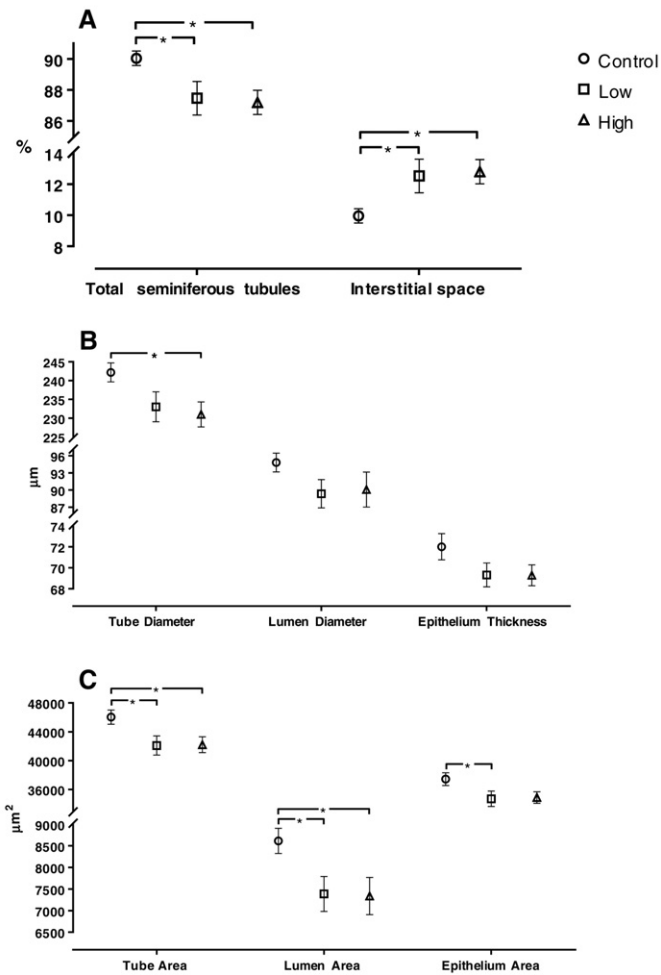 A
*
*
Control
Low
High
90
88
86
%
14
12
10
8
*
*
Total seminiferous tubules
Interstitial space
B
*
245
240
235
230
225
μm
96
93
90
87
74
72
70
68
Tube Diameter
Lumen Diameter
Epithelium Thickness
C
*
*
48000
44000
40000
36000
*
μm2
9000
8500
8000
7500
7000
6500
*
*
Tube Area
Lumen Area
Epithelium Area